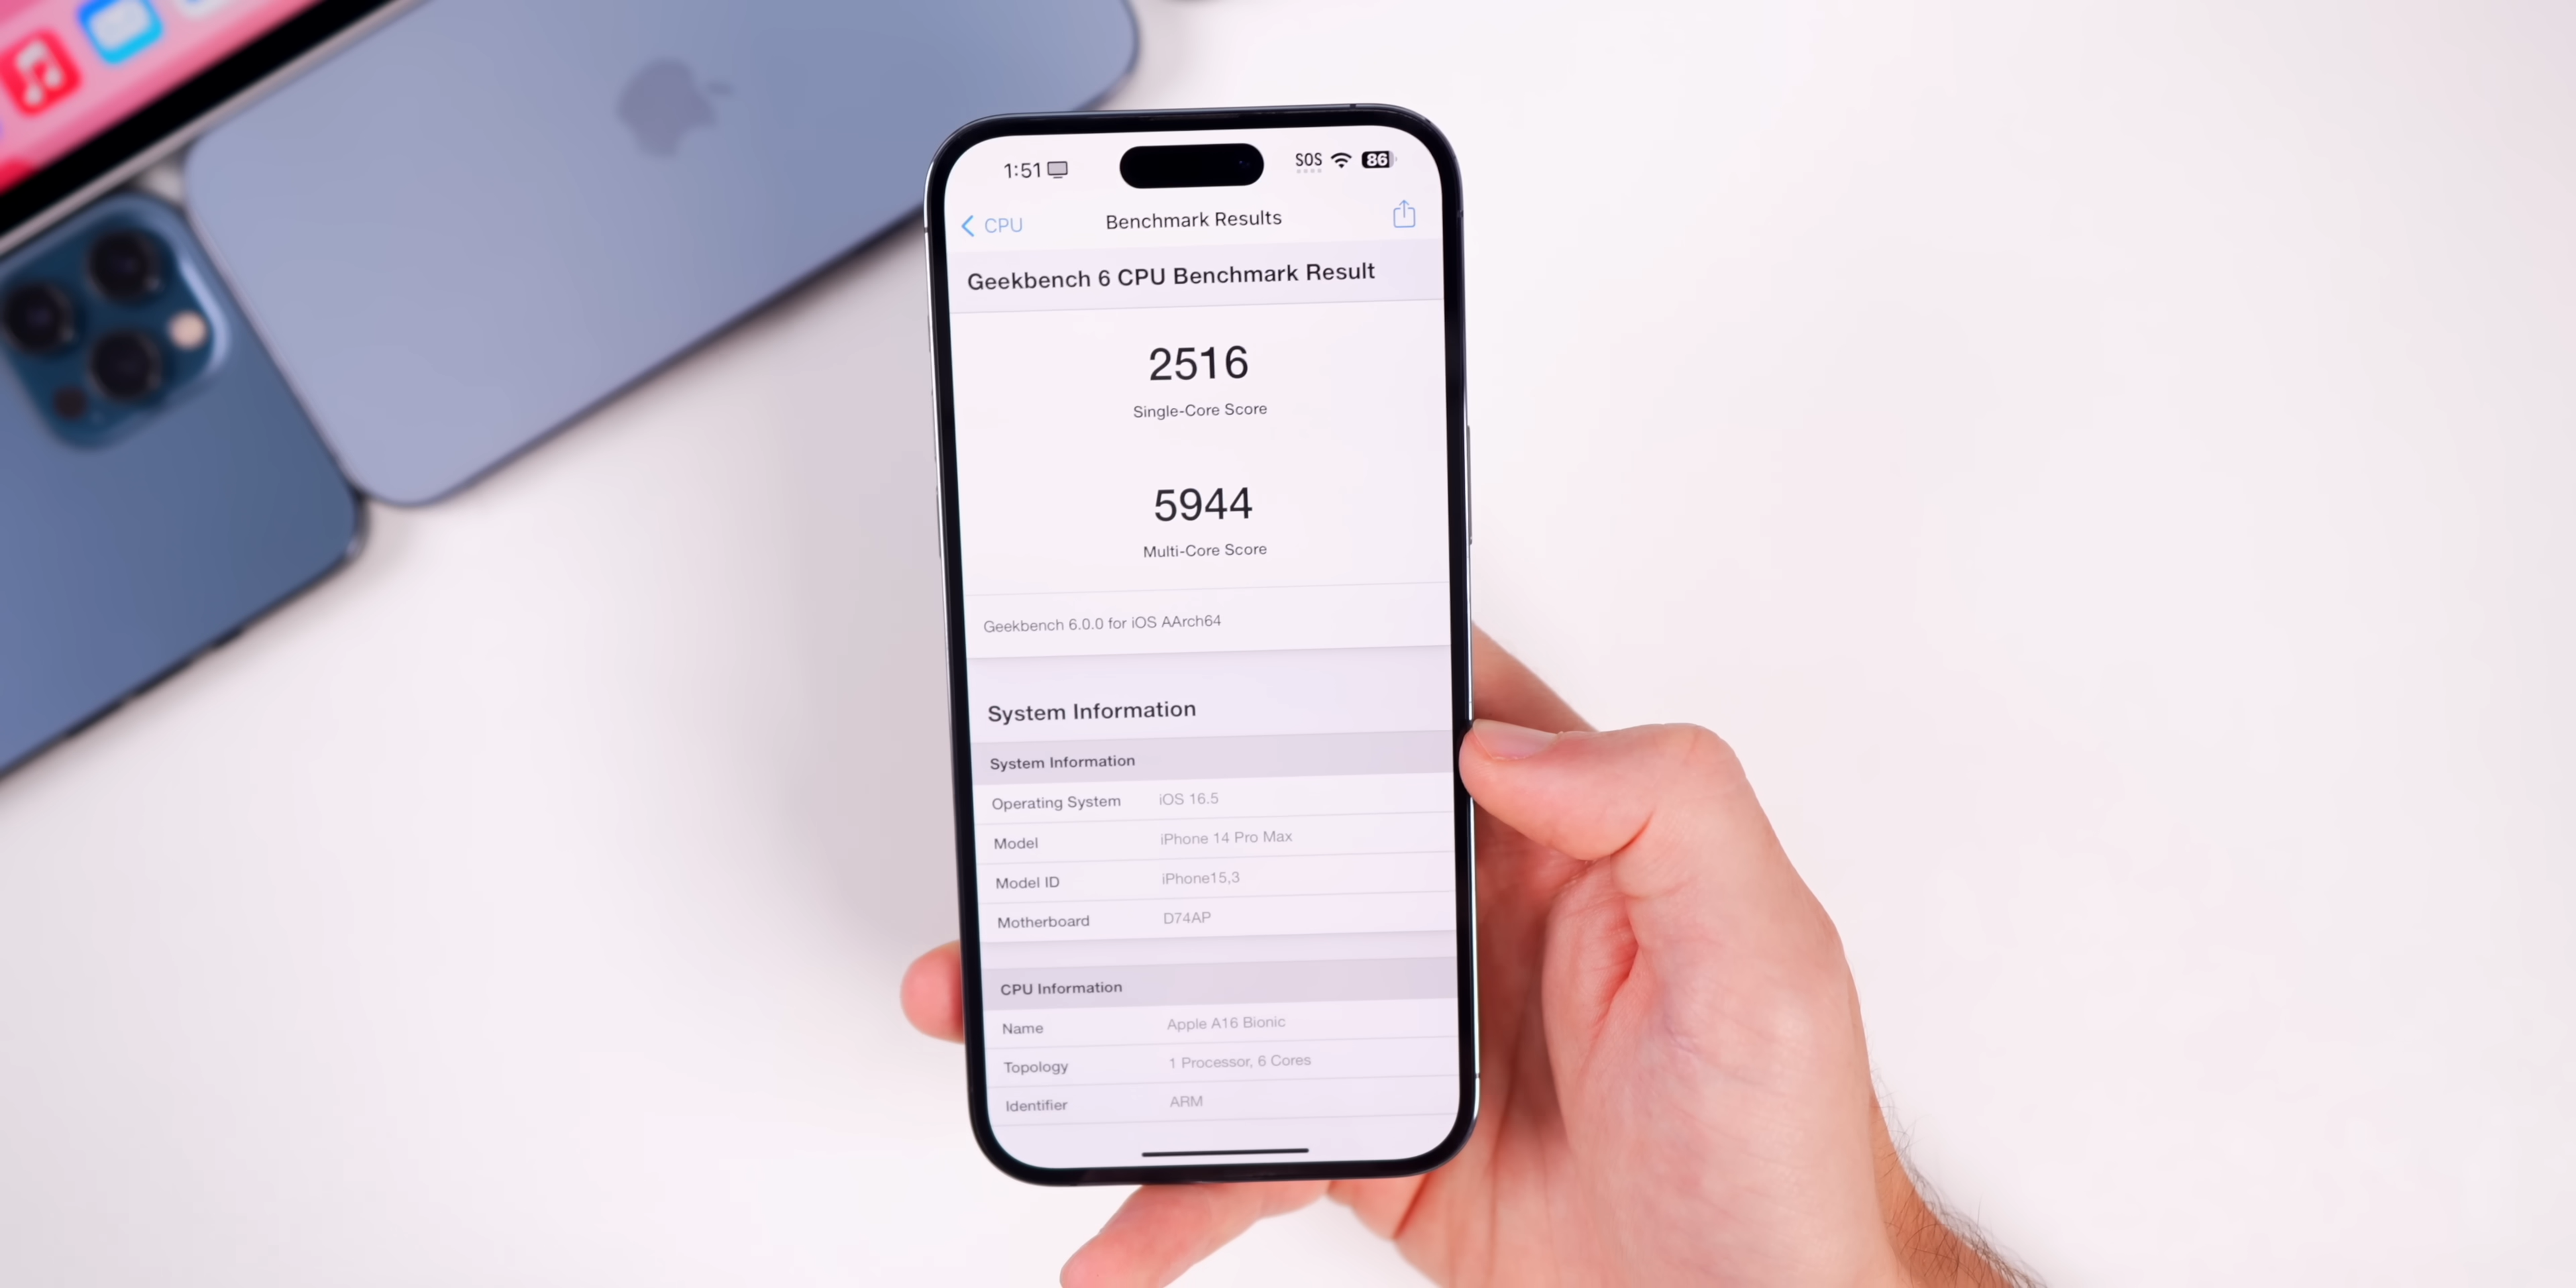 1:51 SOS 86
CPU Benchmark Results
Geekbench 6 CPU Benchmark Result
2516
Single-Core Score
5944
Multi-Core Score
Geekbench 6.0.0 for iOS AArch64
System Information
System Information
Operating System iOS 16.5
Model iPhone 14 Pro Max
Model ID iPhone15,3
Motherboard D74AP
CPU Information
Name Apple A16 Bionic
Topology 1 Processor, 6 Cores
Identifier ARM